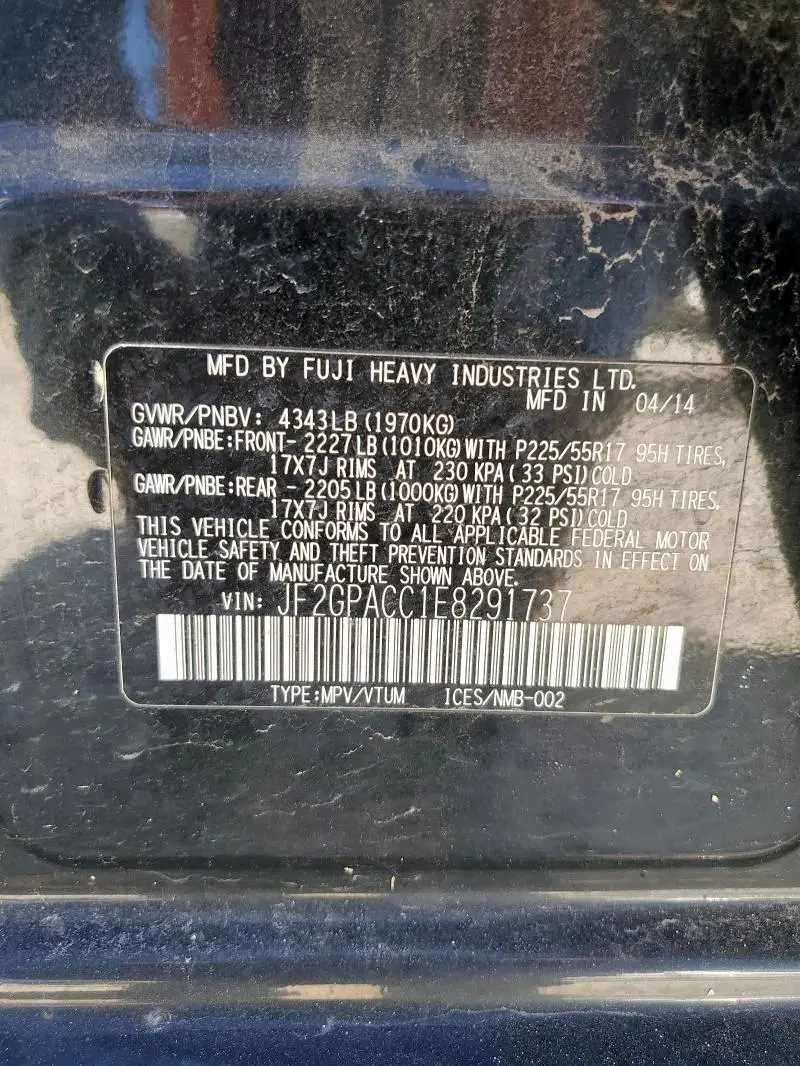 MFD BY FUJI HEAVY INDUSTRIES LTD.
MFD IN 04/14
GVWR/PNBV: 4343LB(1970KG)
GAWR/PNBE:FRONT- 2227LB(1010KG)WITH P225/55R17 95H TIRES,
17X7J RIMS AT 230 KPA(33 PSI)COLD
GAWR/PNBE:REAR - 2205LB(1000KG)WITH P225/55R17 95H TIRES,
17X7J RIMS AT 220 KPA(32 PSI)COLD
THIS VEHICLE CONFORMS TO ALL APPLICABLE FEDERAL MOTOR
VEHICLE SAFETY AND THEFT PREVENTION STANDARDS IN EFFECT ON
THE DATE OF MANUFACTURE SHOWN ABOVE.
VIN: JF2GPACC1E8291737
TYPE:MPV/VTUM ICES/NMB-002